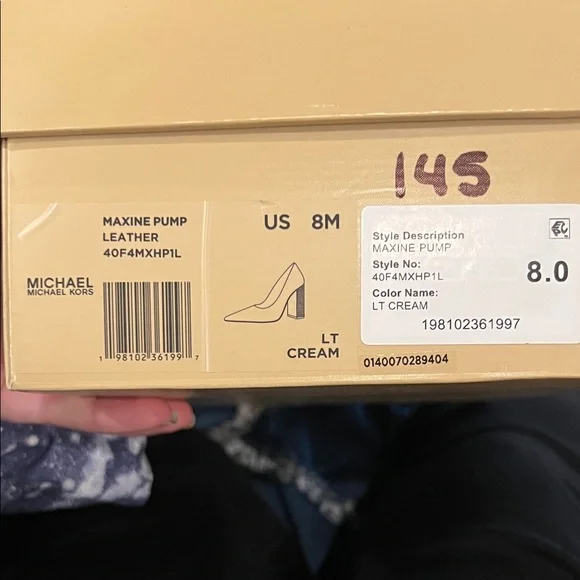 145
MAXINE PUMP
LEATHER
40F4MXHP1L
MICHAEL
MICHAEL KORS
1 98102 36199 7
US 8M
LT
CREAM
Style Description
MAXINE PUMP
Style No:
40F4MXHP1L
8.0
Color Name:
LT CREAM
198102361997
0140070289404